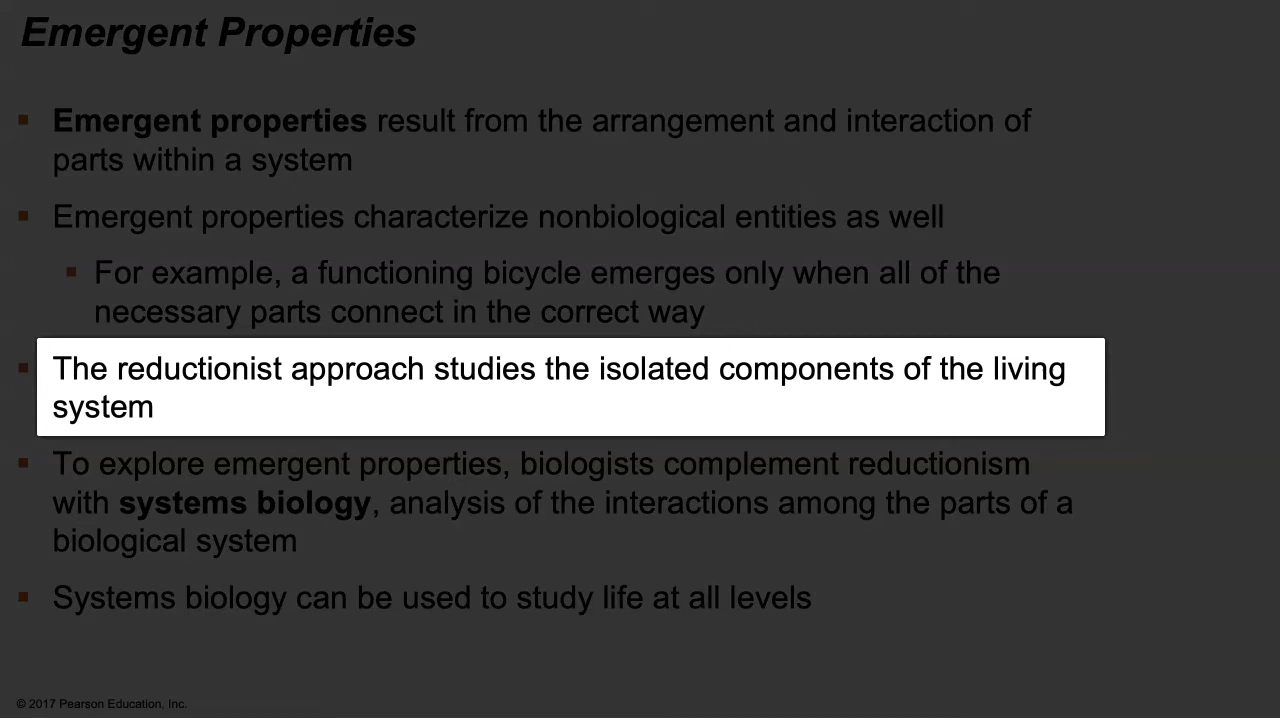 Emergent Properties
▪ Emergent properties result from the arrangement and interaction of
parts within a system
▪ Emergent properties characterize nonbiological entities as well
▪ For example, a functioning bicycle emerges only when all of the
necessary parts connect in the correct way
▪ The reductionist approach studies the isolated components of the living
system
▪ To explore emergent properties, biologists complement reductionism
with systems biology, analysis of the interactions among the parts of a
biological system
▪ Systems biology can be used to study life at all levels
© 2017 Pearson Education, Inc.